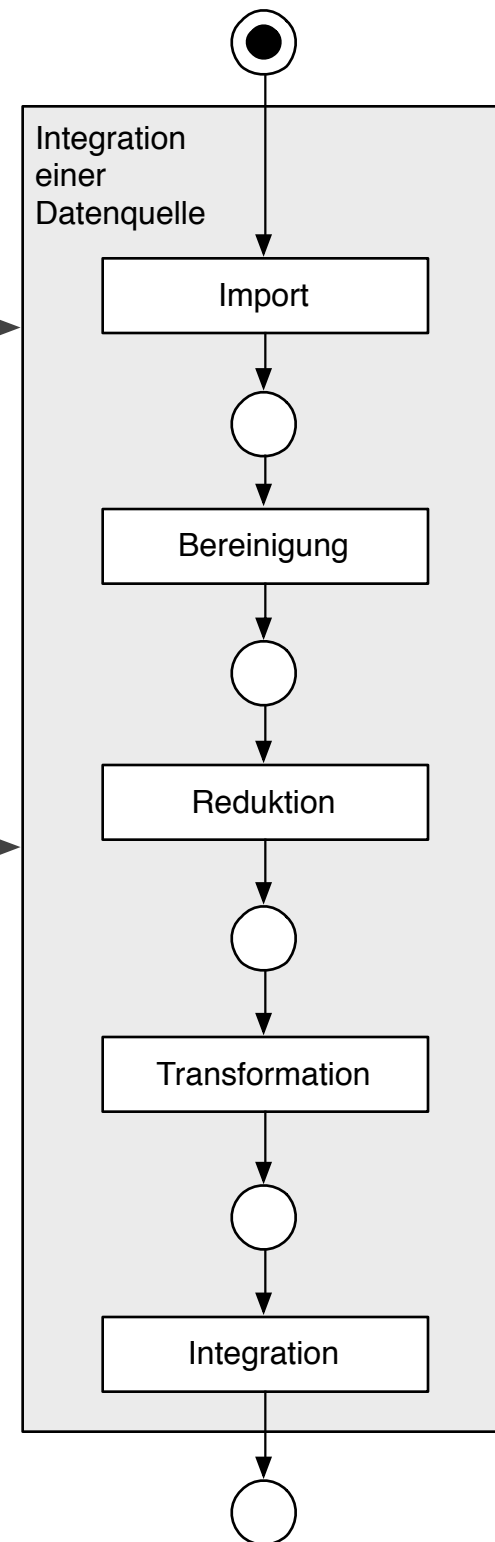 Integration
einer
Datenquelle
Import
Bereinigung
Reduktion
Transformation
Integration